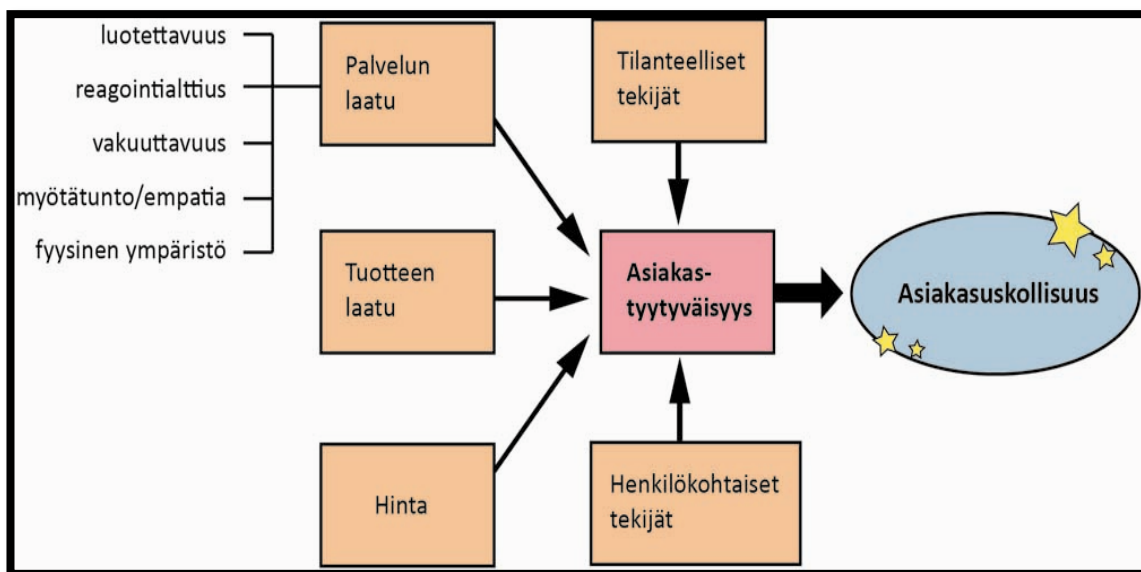 luotettavuus
reagointialttius
vakuuttavuus
myötätunto/empatia
fyysinen ympäristö
Palvelun
laatu
Tuotteen
laatu
Hinta
Tilanteelliset
tekijät
Asiakas-
tyytyväisyys
Henkilökohtaiset
tekijät
Asiakasuskollisuus